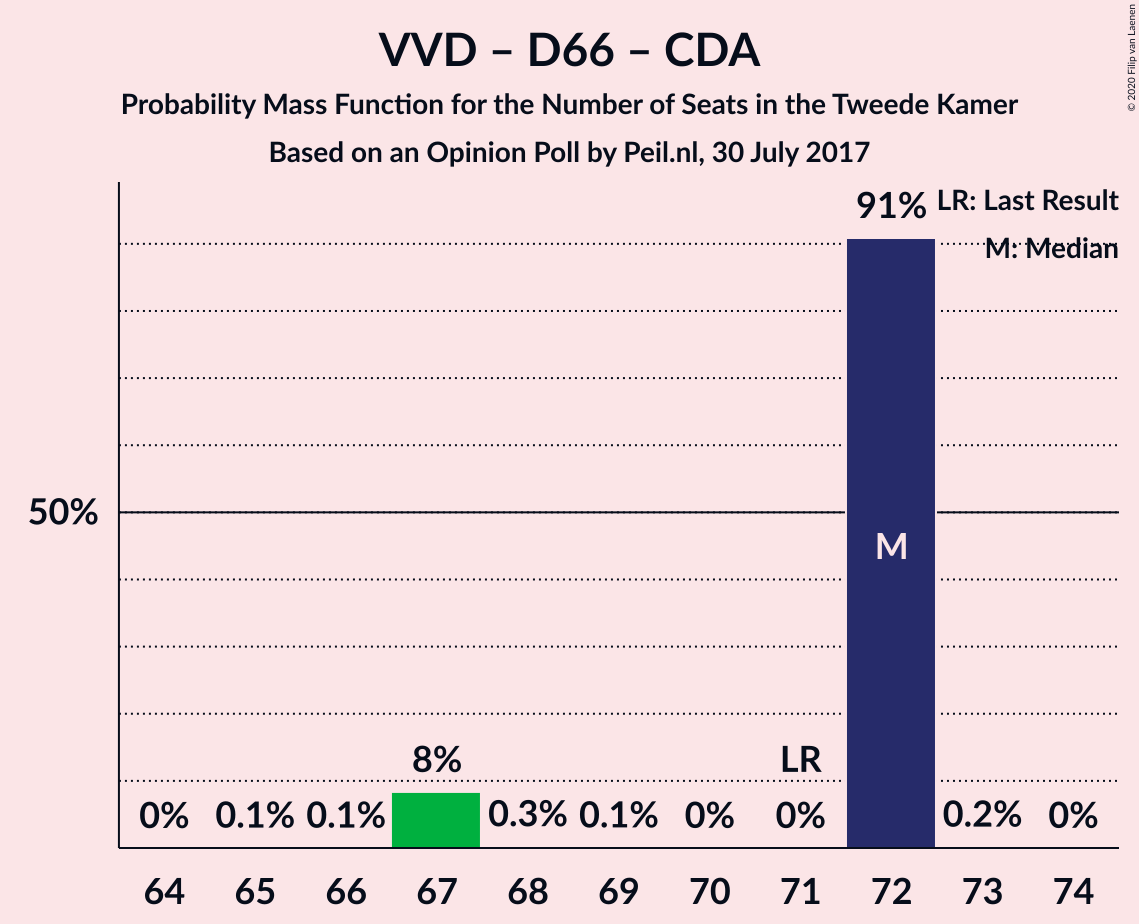 VVD – D66 – CDA
Probability Mass Function for the Number of Seats in the Tweede Kamer
Based on an Opinion Poll by Peil.nl, 30 July 2017
© 2020 Filip van Laenen
LR: Last Result
M: Median
91%
50%
M
8%
LR
0% 0.1% 0.1% 0.3% 0.1% 0% 0% 0.2% 0%
64 65 66 67 68 69 70 71 72 73 74